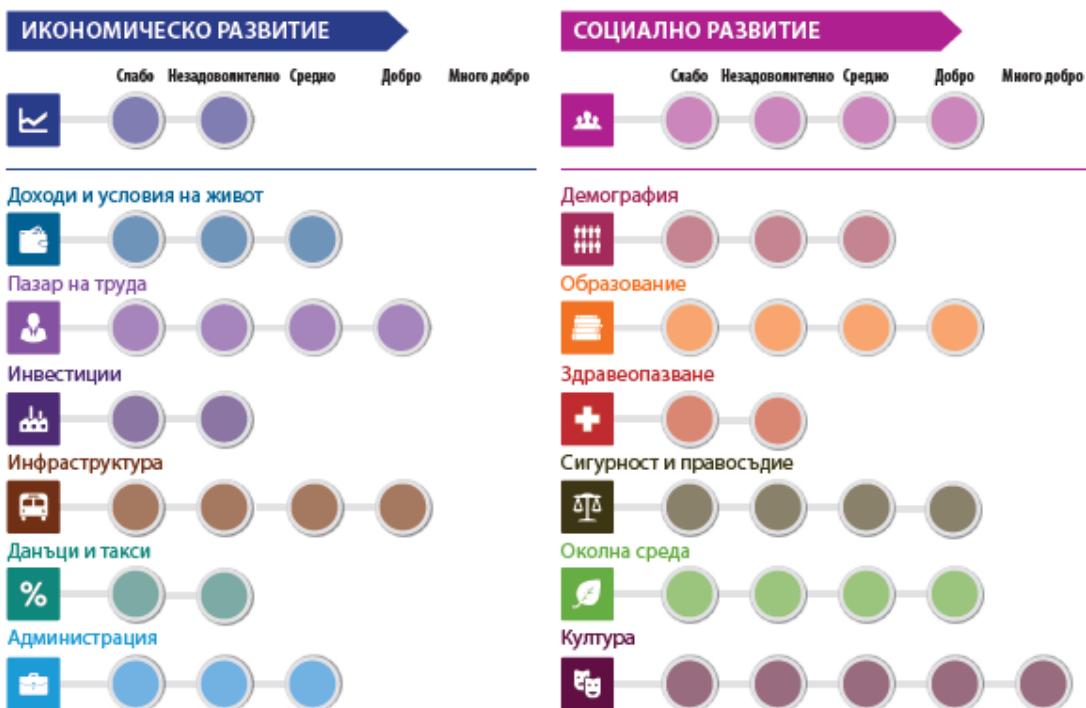 ИКОНОМИЧЕСКО РАЗВИТИЕ
Слабо Незадоволително Средно Добро Много добро
Доходи и условия на живот
Пазар на труда
Инвестиции
Инфраструктура
Данъци и такси
%
Администрация
СОЦИАЛНО РАЗВИТИЕ
Слабо Незадоволително Средно Добро Много добро
Демография
Образование
Здравеопазване
Сигурност и правосъдие
Околна среда
Култура